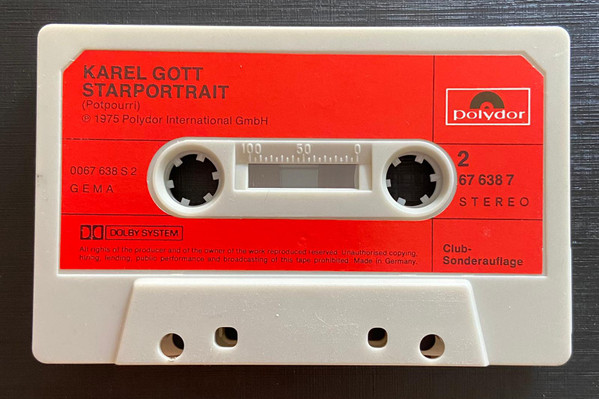 KAREL GOTT
STARPORTRAIT
(Potpourri)
℗ 1975 Polydor International GmbH
polydor
100 50 0
0067 638 S 2
GEMA
2
67 638 7
STEREO
DOLBY SYSTEM
All rights of the producer and of the owner of the work reproduced reserved. Unauthorised copying,
hiring, lending, public performance and broadcasting of this tape prohibited. Made in Germany.
Club-
Sonderauflage